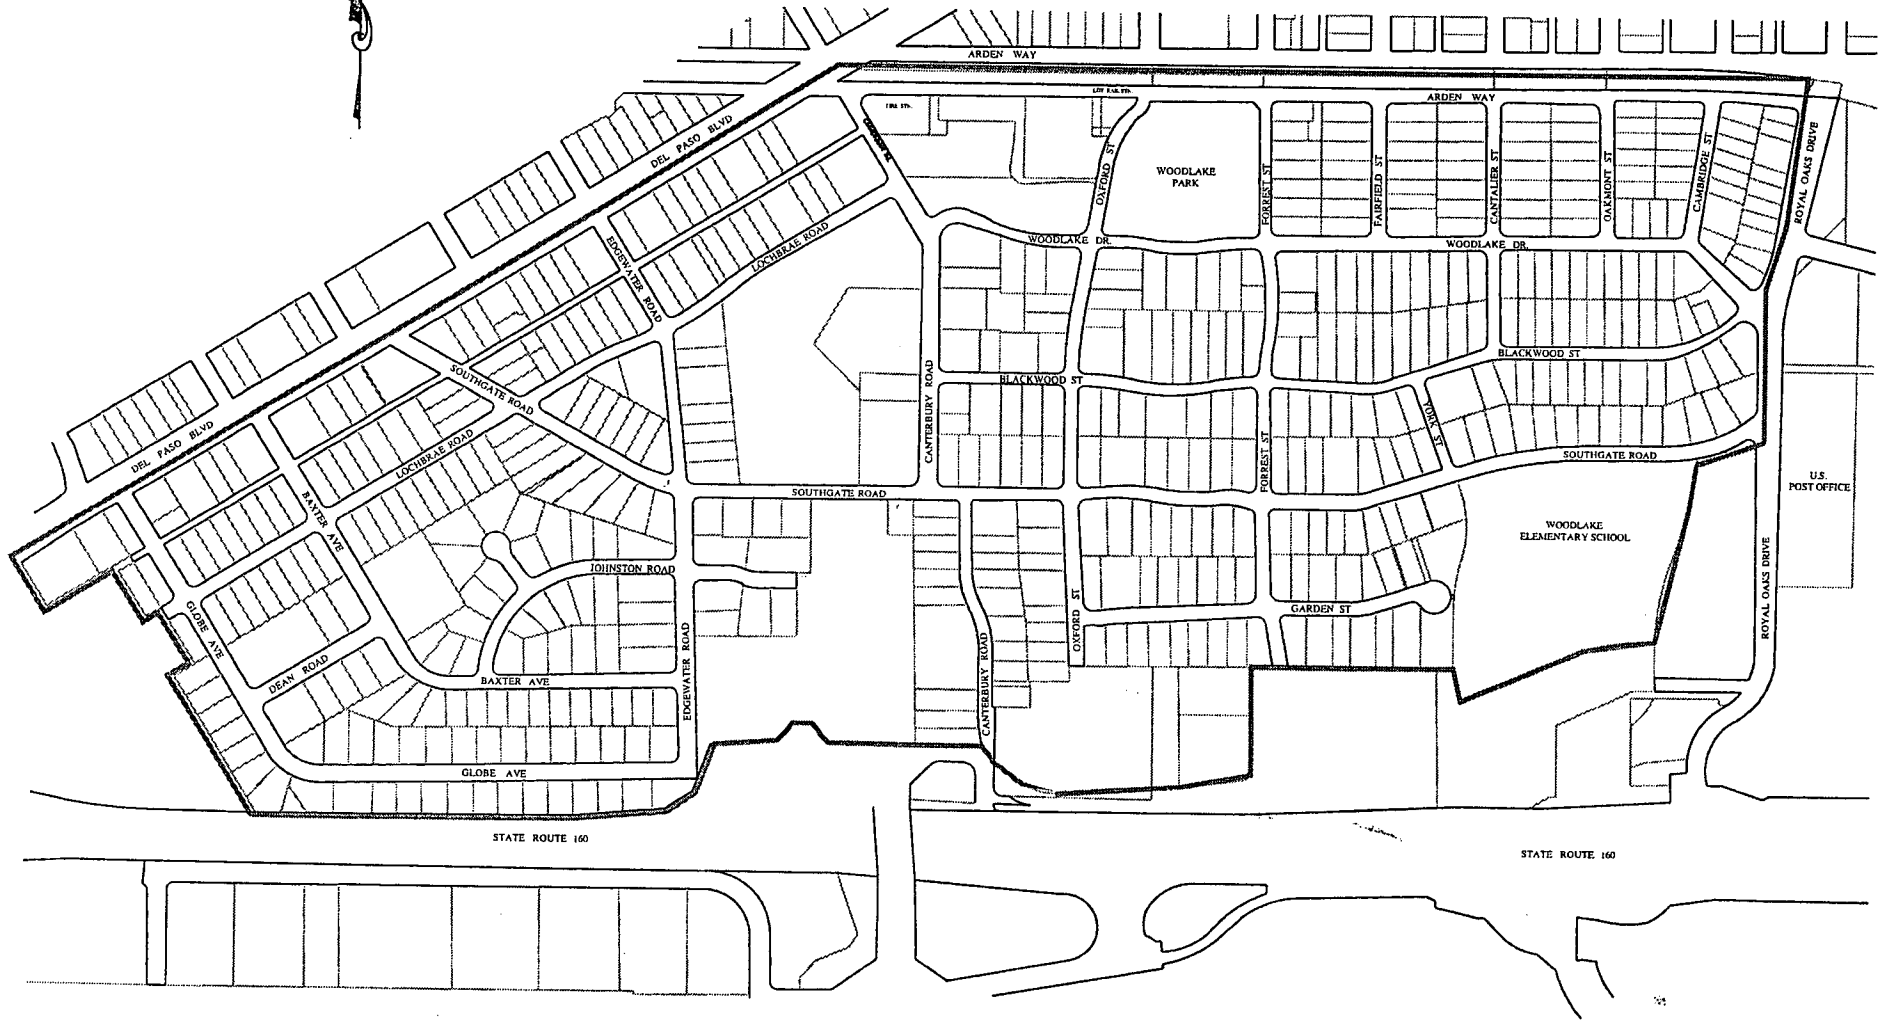 ARDEN WAY
FIRE STN.
LGT RAIL STN.
ARDEN WAY
DEL PASO BLVD
OXFORD ST
WOODLAKE
PARK
FORREST ST
FAIRFIELD ST
CANTALIER ST
OAKMONT ST
CAMBRIDGE ST
ROYAL OAKS DRIVE
EDGEWATER ROAD
LOCHBRAE ROAD
WOODLAKE DR.
WOODLAKE DR.
SOUTHGATE ROAD
CANTERBURY ROAD
BLACKWOOD ST
BLACKWOOD ST
YORK ST
DEL PASO BLVD
LOCHBRAE ROAD
BAXTER AVE
FORREST ST
SOUTHGATE ROAD
SOUTHGATE ROAD
U.S.
POST OFFICE
WOODLAKE
ELEMENTARY SCHOOL
JOHNSTON ROAD
GLOBE AVE
OXFORD ST
GARDEN ST
ROYAL OAKS DRIVE
DEAN ROAD
BAXTER AVE
EDGEWATER ROAD
CANTERBURY ROAD
GLOBE AVE
STATE ROUTE 160
STATE ROUTE 160